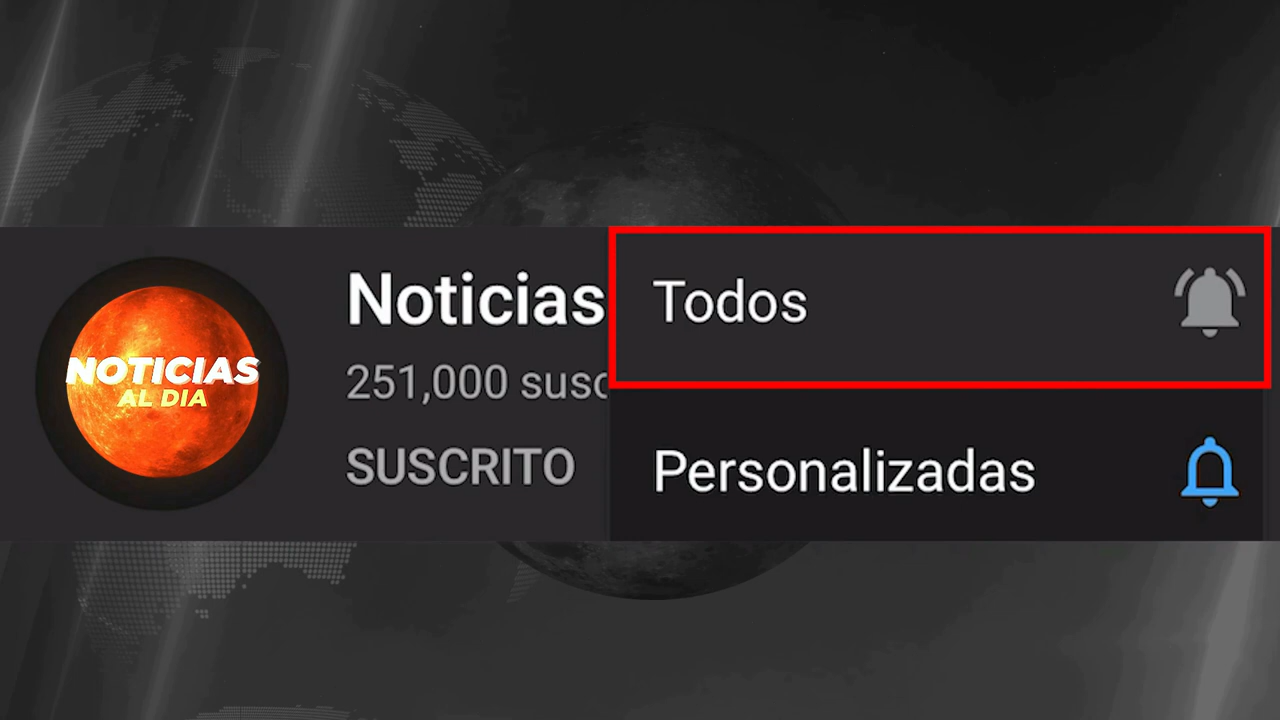 NOTICIAS
AL DIA
Noticias
251,000 susc
SUSCRITO
Todos
Personalizadas